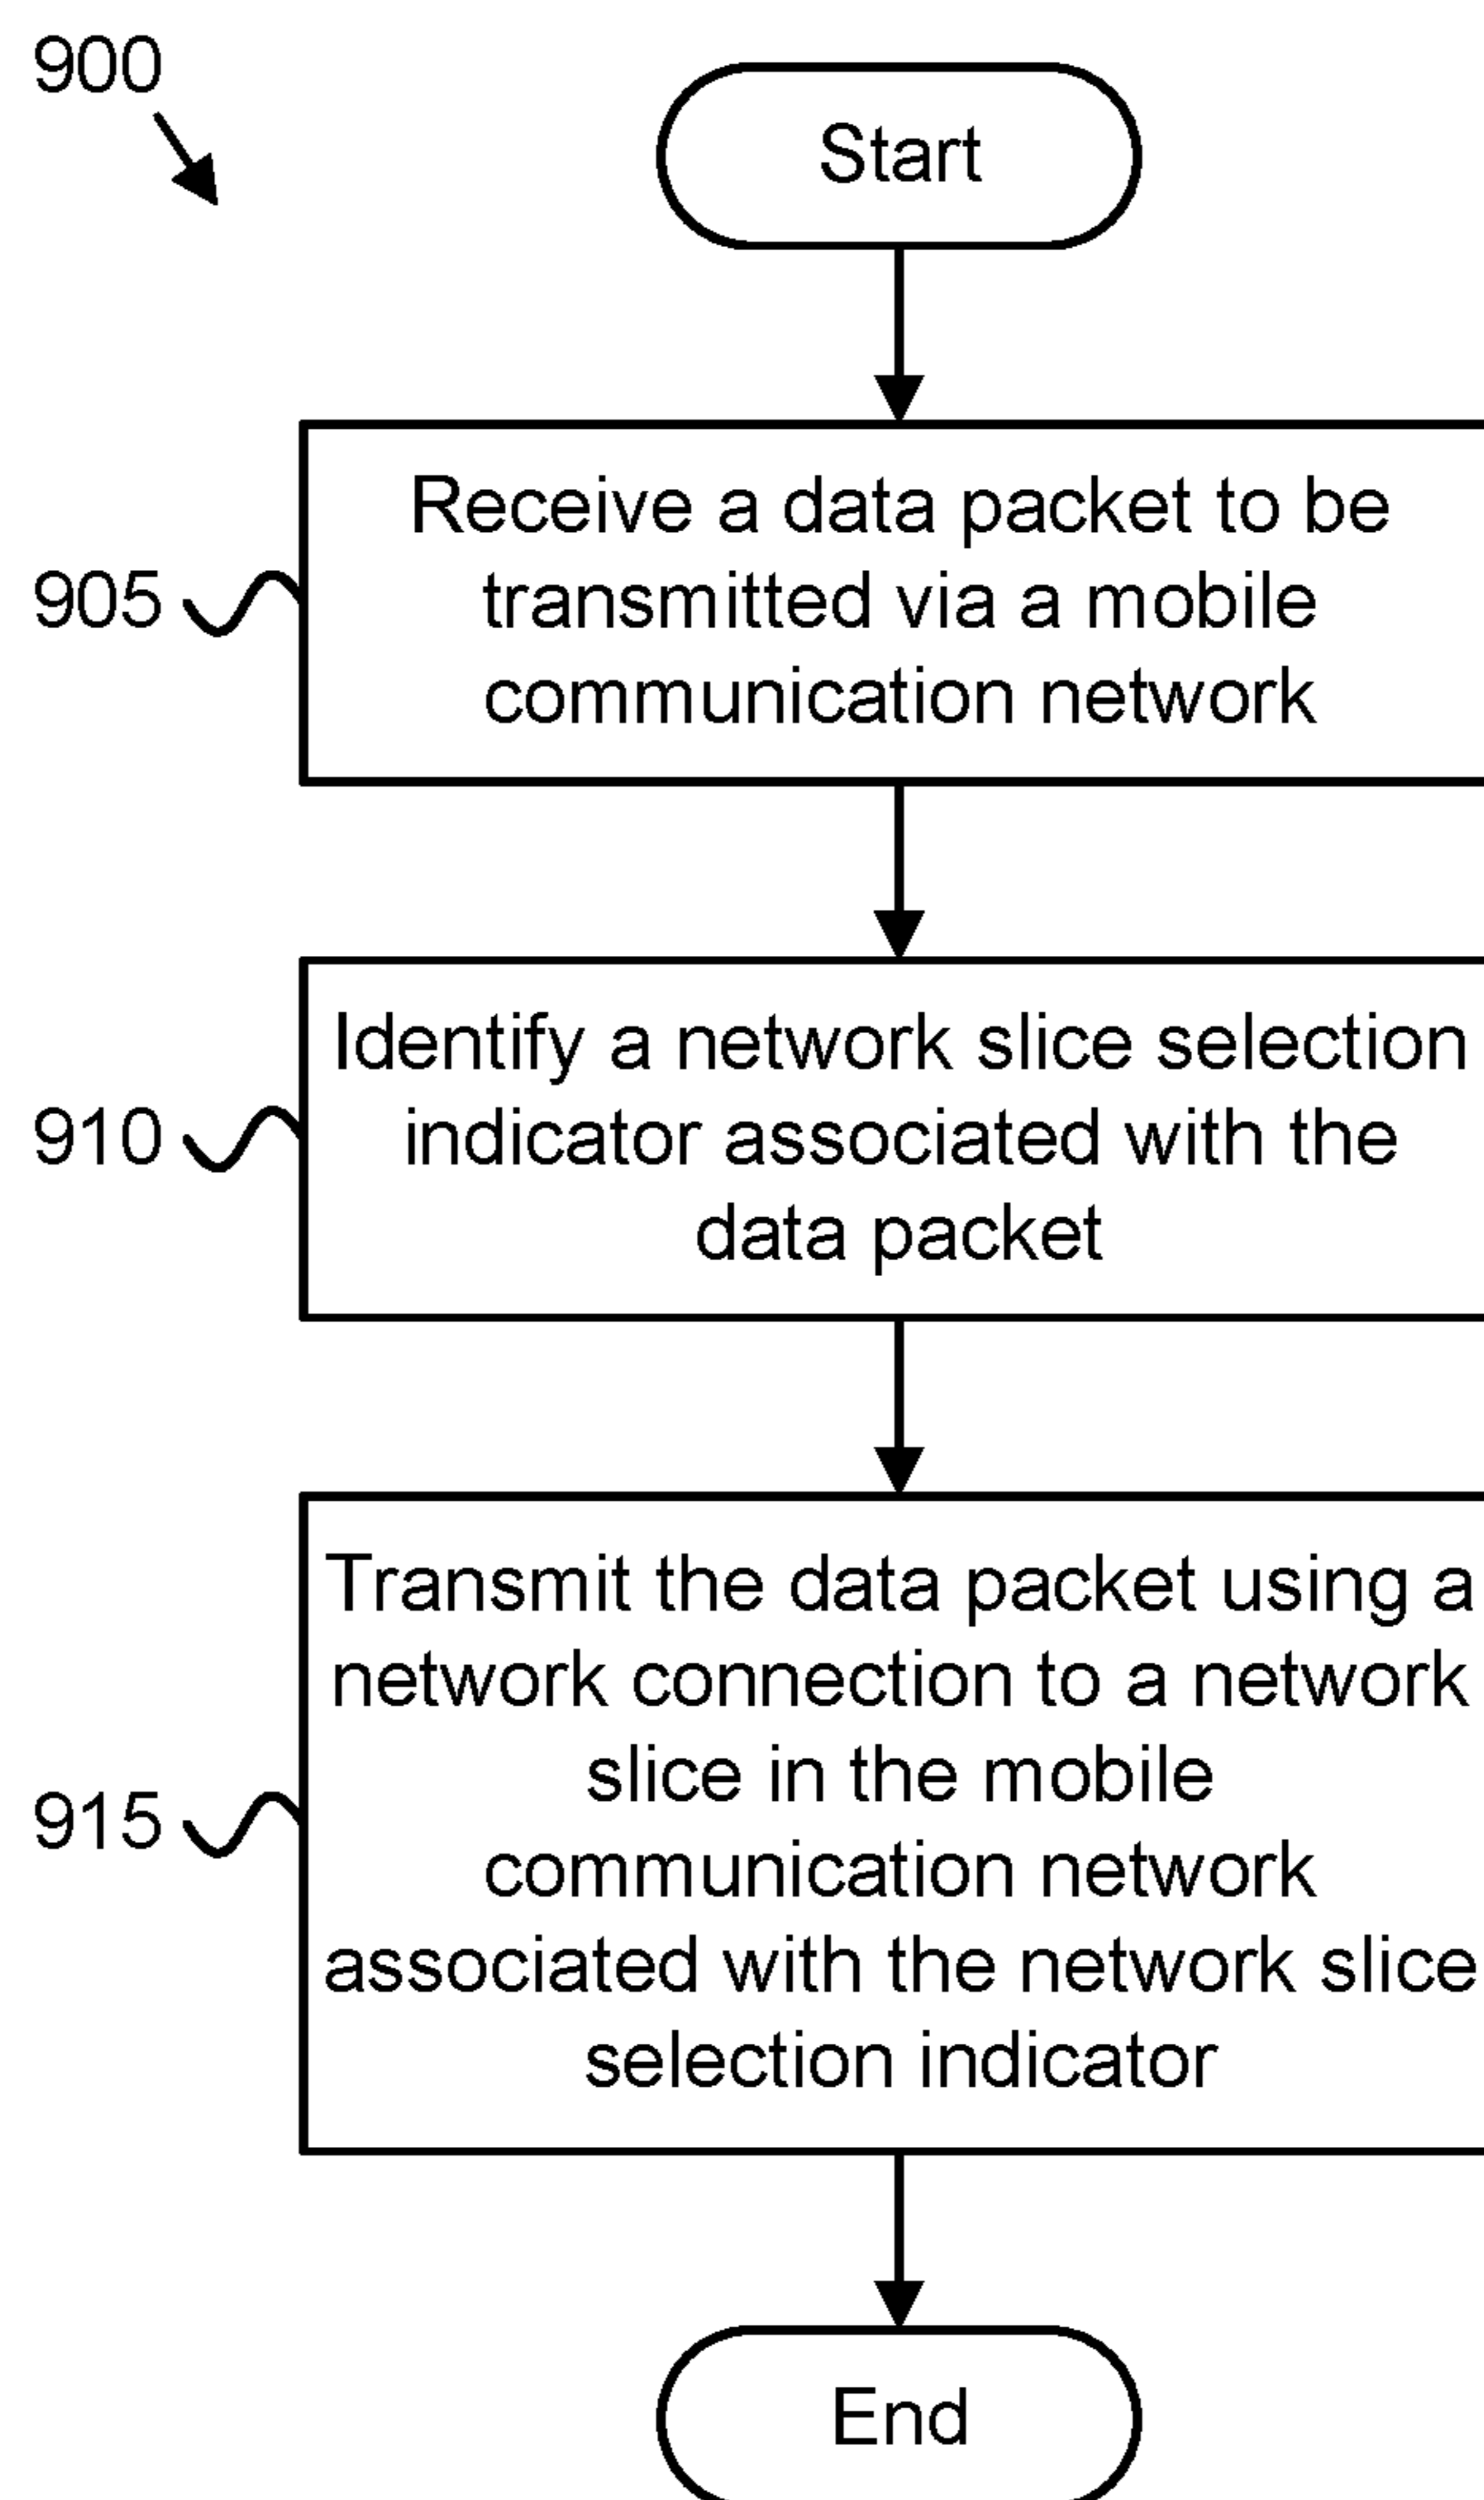 900
Start
Receive a data packet to be
transmitted via a mobile
communication network
905
Identify a network slice selection
indicator associated with the
data packet
910
Transmit the data packet using a
network connection to a network
slice in the mobile
communication network
associated with the network slice
selection indicator
915
End